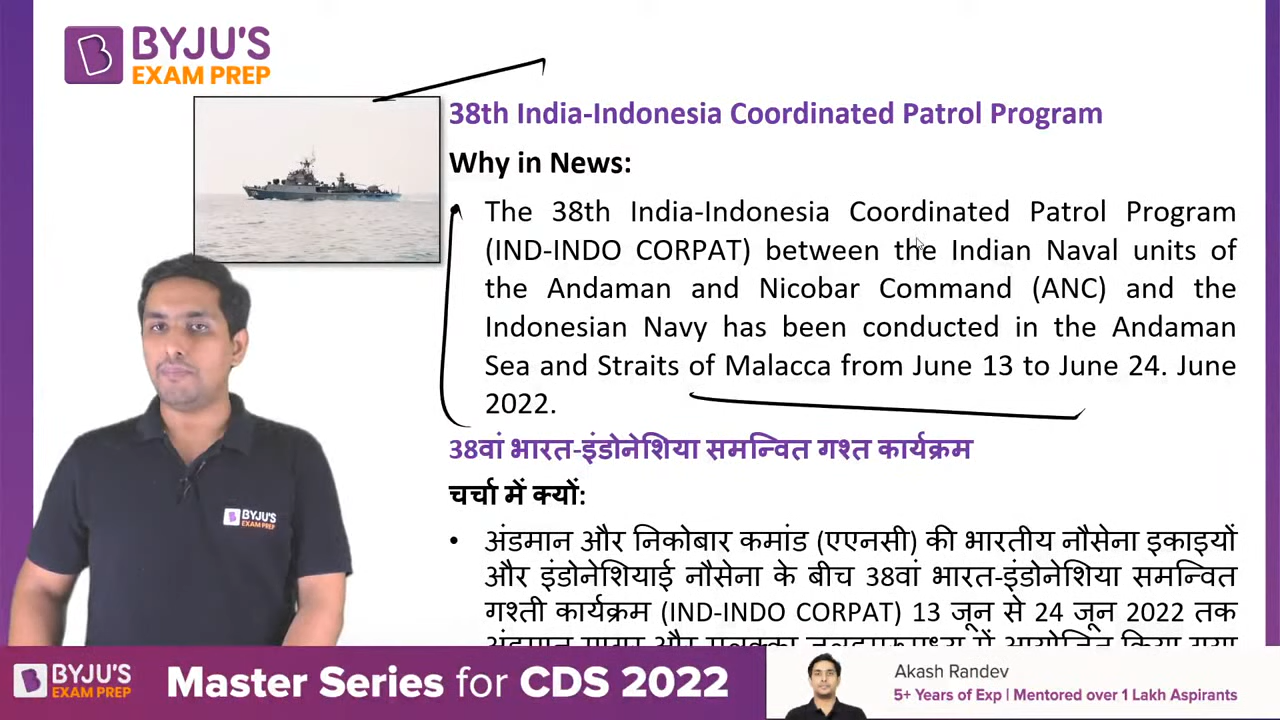 BYJU'S
EXAM PREP
38th India-Indonesia Coordinated Patrol Program
Why in News:
• The 38th India-Indonesia Coordinated Patrol Program
(IND-INDO CORPAT) between the Indian Naval units of
the Andaman and Nicobar Command (ANC) and the
Indonesian Navy has been conducted in the Andaman
Sea and Straits of Malacca from June 13 to June 24. June
2022.
38वां भारत-इंडोनेशिया समन्वित गश्त कार्यक्रम
चर्चा में क्यों:
• अंडमान और निकोबार कमांड (एएनसी) की भारतीय नौसेना इकाइयों
और इंडोनेशियाई नौसेना के बीच 38वां भारत-इंडोनेशिया समन्वित
गश्ती कार्यक्रम (IND-INDO CORPAT) 13 जून से 24 जून 2022 तक
BYJU'S
EXAM PREP
BYJU'S
EXAM PREP
Master Series for CDS 2022
Akash Randev
5+ Years of Exp | Mentored over 1 Lakh Aspirants